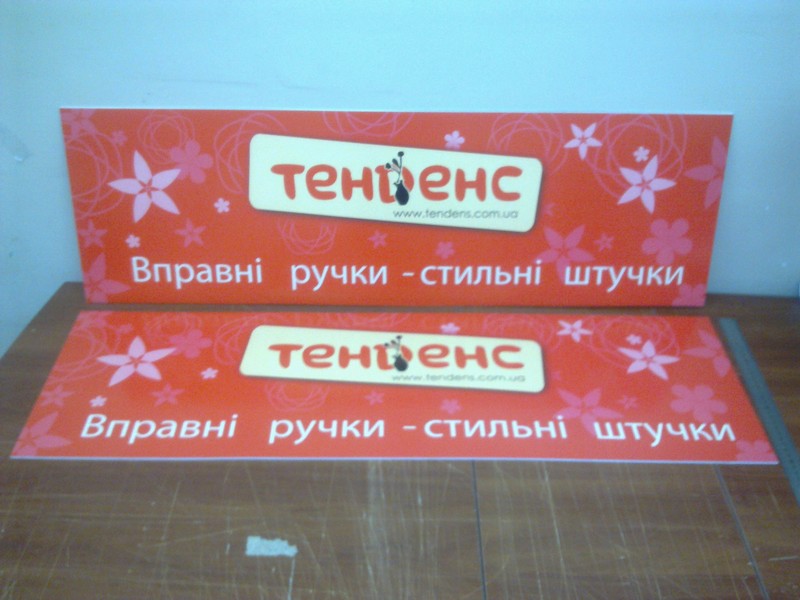 тенденс
www.tendens.com.ua
Вправні ручки - стильні штучки
тенденс
www.tendens.com.ua
Вправні ручки - стильні штучки